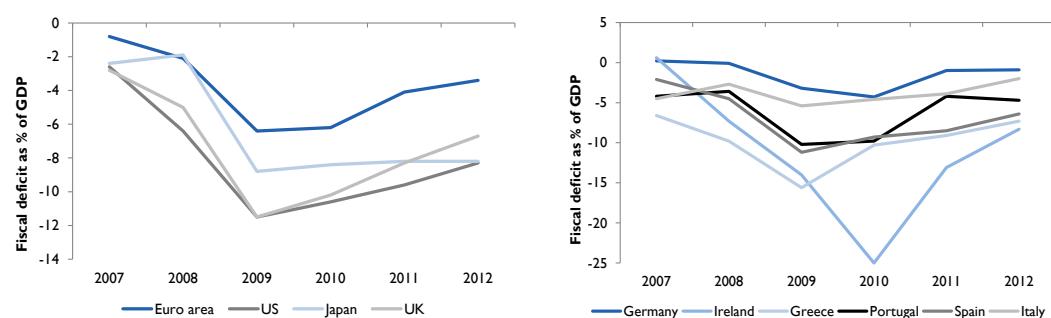 Fiscal deficit as % of GDP
0
-2
-4
-6
-8
-10
-12
-14
2007 2008 2009 2010 2011 2012
Euro area US Japan UK
Fiscal deficit as % of GDP
5
0
-5
-10
-15
-20
-25
2007 2008 2009 2010 2011 2012
Germany Ireland Greece Portugal Spain Italy